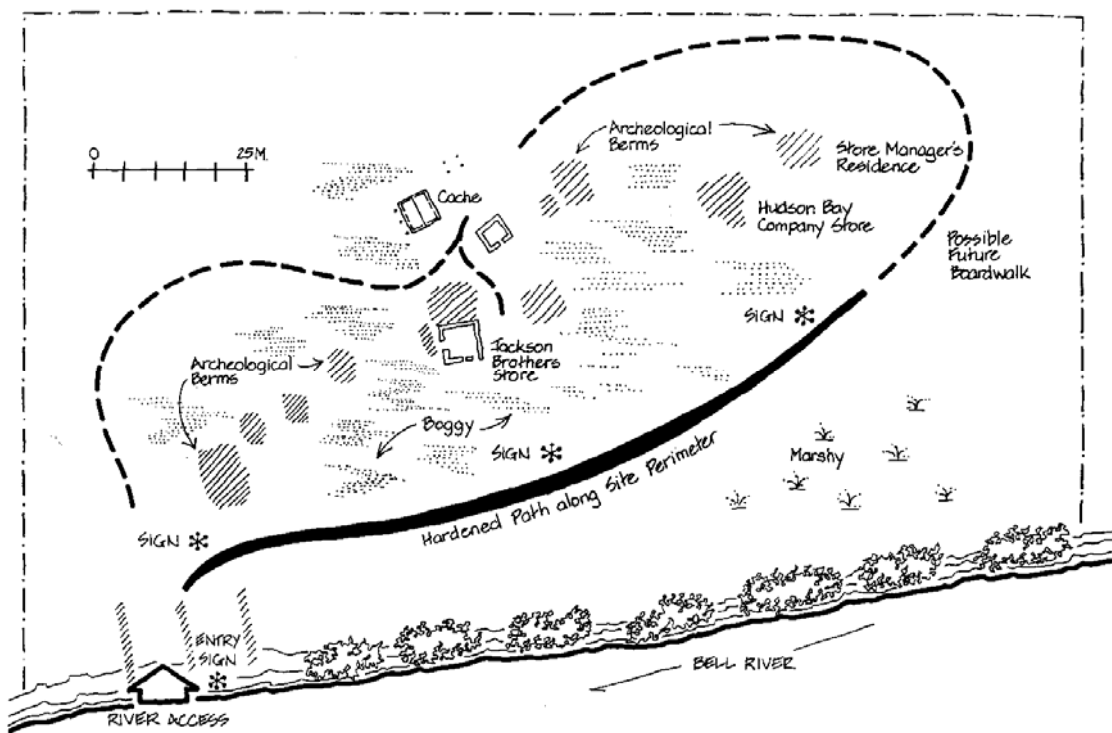 0
25M.
Archeological
Berms
Store Manager's
Residence
Cache
Hudson Bay
Company Store
Possible
Future
Boardwalk
SIGN
Jackson
Brothers
Store
Archeological
Berms
Boggy
SIGN
Marshy
Hardened Path along Site Perimeter
SIGN
ENTRY
SIGN
BELL RIVER
RIVER ACCESS